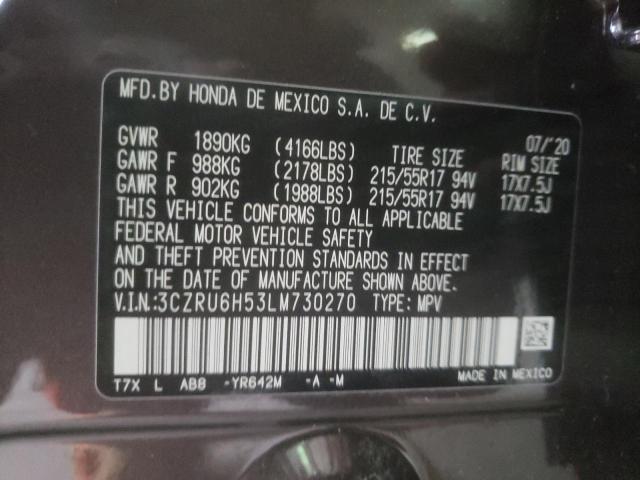 MFD.BY HONDA DE MEXICO S.A. DE C.V.
07/'20
GVWR 1890KG (4166LBS) TIRE SIZE RIM SIZE
GAWR F 988KG (2178LBS) 215/55R17 94V 17X7.5J
GAWR R 902KG (1988LBS) 215/55R17 94V 17X7.5J
THIS VEHICLE CONFORMS TO ALL APPLICABLE
FEDERAL MOTOR VEHICLE SAFETY
AND THEFT PREVENTION STANDARDS IN EFFECT
ON THE DATE OF MANUFACTURE SHOWN ABOVE.
V.I.N.:3CZRU6H53LM730270 TYPE: MPV
T7X L AB8 -YR642M -A -M MADE IN MEXICO